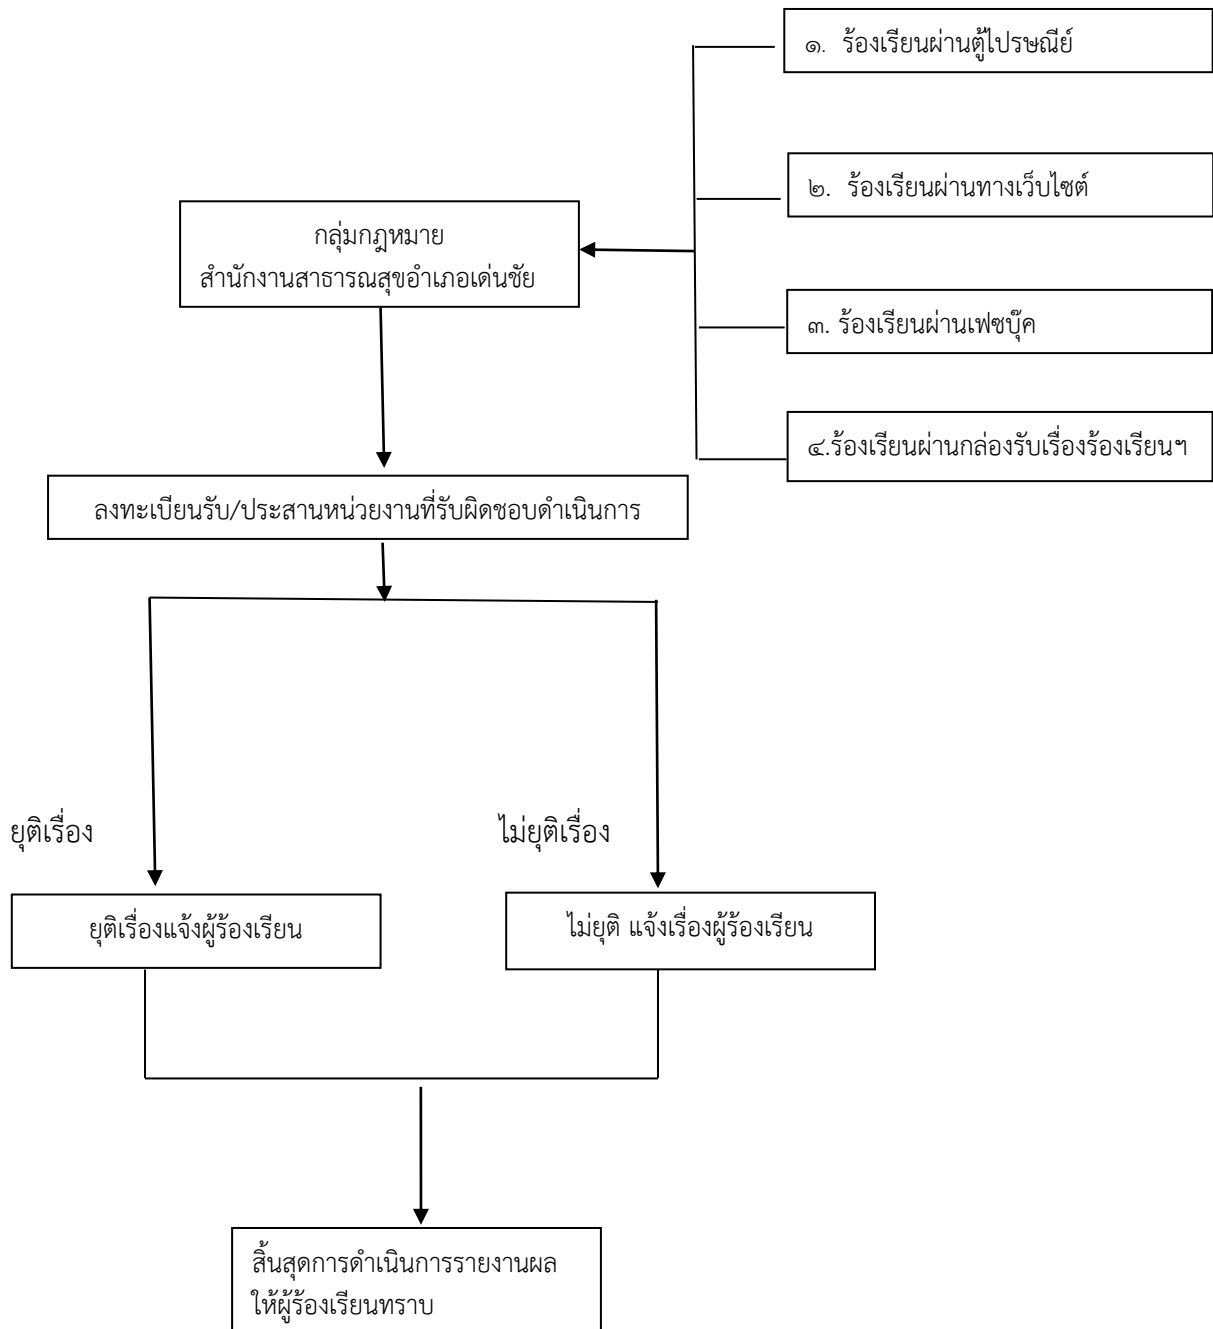 ๑. ร้องเรียนผ่านตู้ไปรษณีย์
๒. ร้องเรียนผ่านทางเว็บไซต์
กลุ่มกฎหมาย
สำนักงานสาธารณสุขอำเภอเด่นชัย
๓. ร้องเรียนผ่านเฟซบุ๊ค
๔.ร้องเรียนผ่านกล่องรับเรื่องร้องเรียนฯ
ลงทะเบียนรับ/ประสานหน่วยงานที่รับผิดชอบดำเนินการ
ยุติเรื่อง
ไม่ยุติเรื่อง
ยุติเรื่องแจ้งผู้ร้องเรียน
ไม่ยุติ แจ้งเรื่องผู้ร้องเรียน
สิ้นสุดการดำเนินการรายงานผล
ให้ผู้ร้องเรียนทราบ